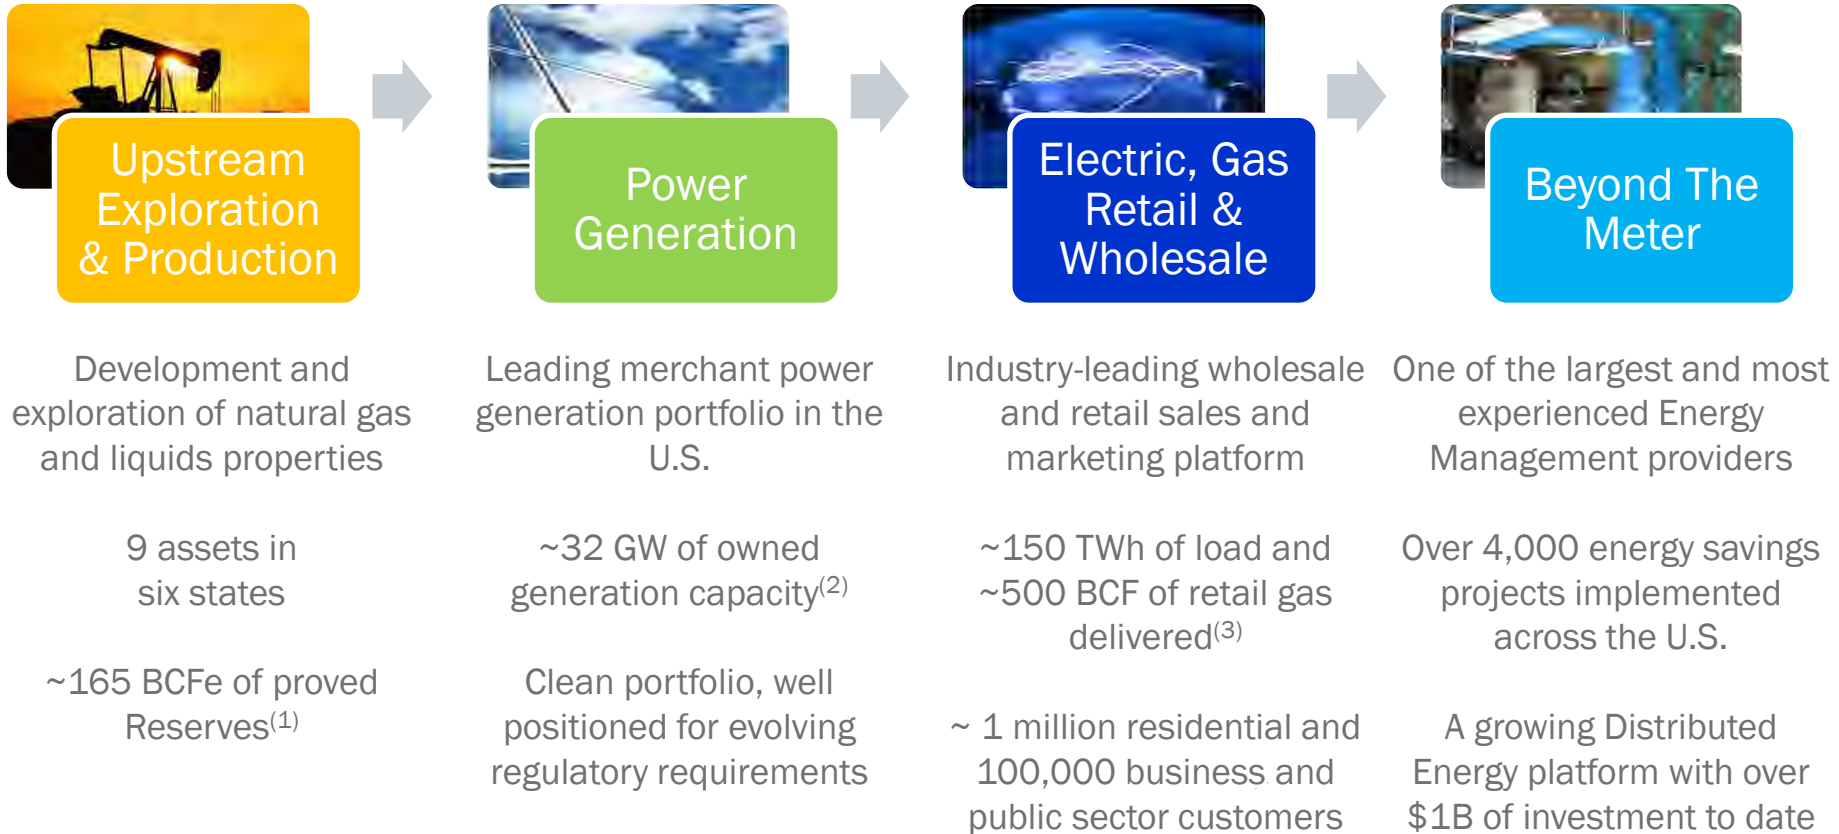 Upstream
Exploration
& Production
Power
Generation
Electric, Gas
Retail &
Wholesale
Beyond The
Meter
Development and
exploration of natural gas
and liquids properties
9 assets in
six states
~165 BCFe of proved
Reserves(1)
Leading merchant power
generation portfolio in the
U.S.
~32 GW of owned
generation capacity(2)
Clean portfolio, well
positioned for evolving
regulatory requirements
Industry-leading wholesale
and retail sales and
marketing platform
~150 TWh of load and
~500 BCF of retail gas
delivered(3)
~ 1 million residential and
100,000 business and
public sector customers
One of the largest and most
experienced Energy
Management providers
Over 4,000 energy savings
projects implemented
across the U.S.
A growing Distributed
Energy platform with over
$1B of investment to date